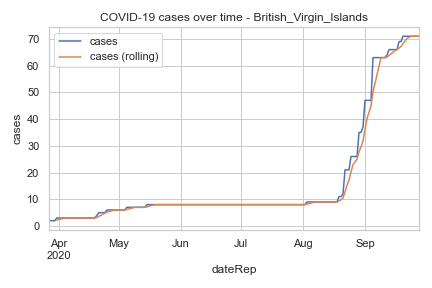 COVID-19 cases over time - British_Virgin_Islands
cases
cases (rolling)
cases
70
60
50
40
30
20
10
0
Apr May Jun Jul Aug Sep
2020
dateRep